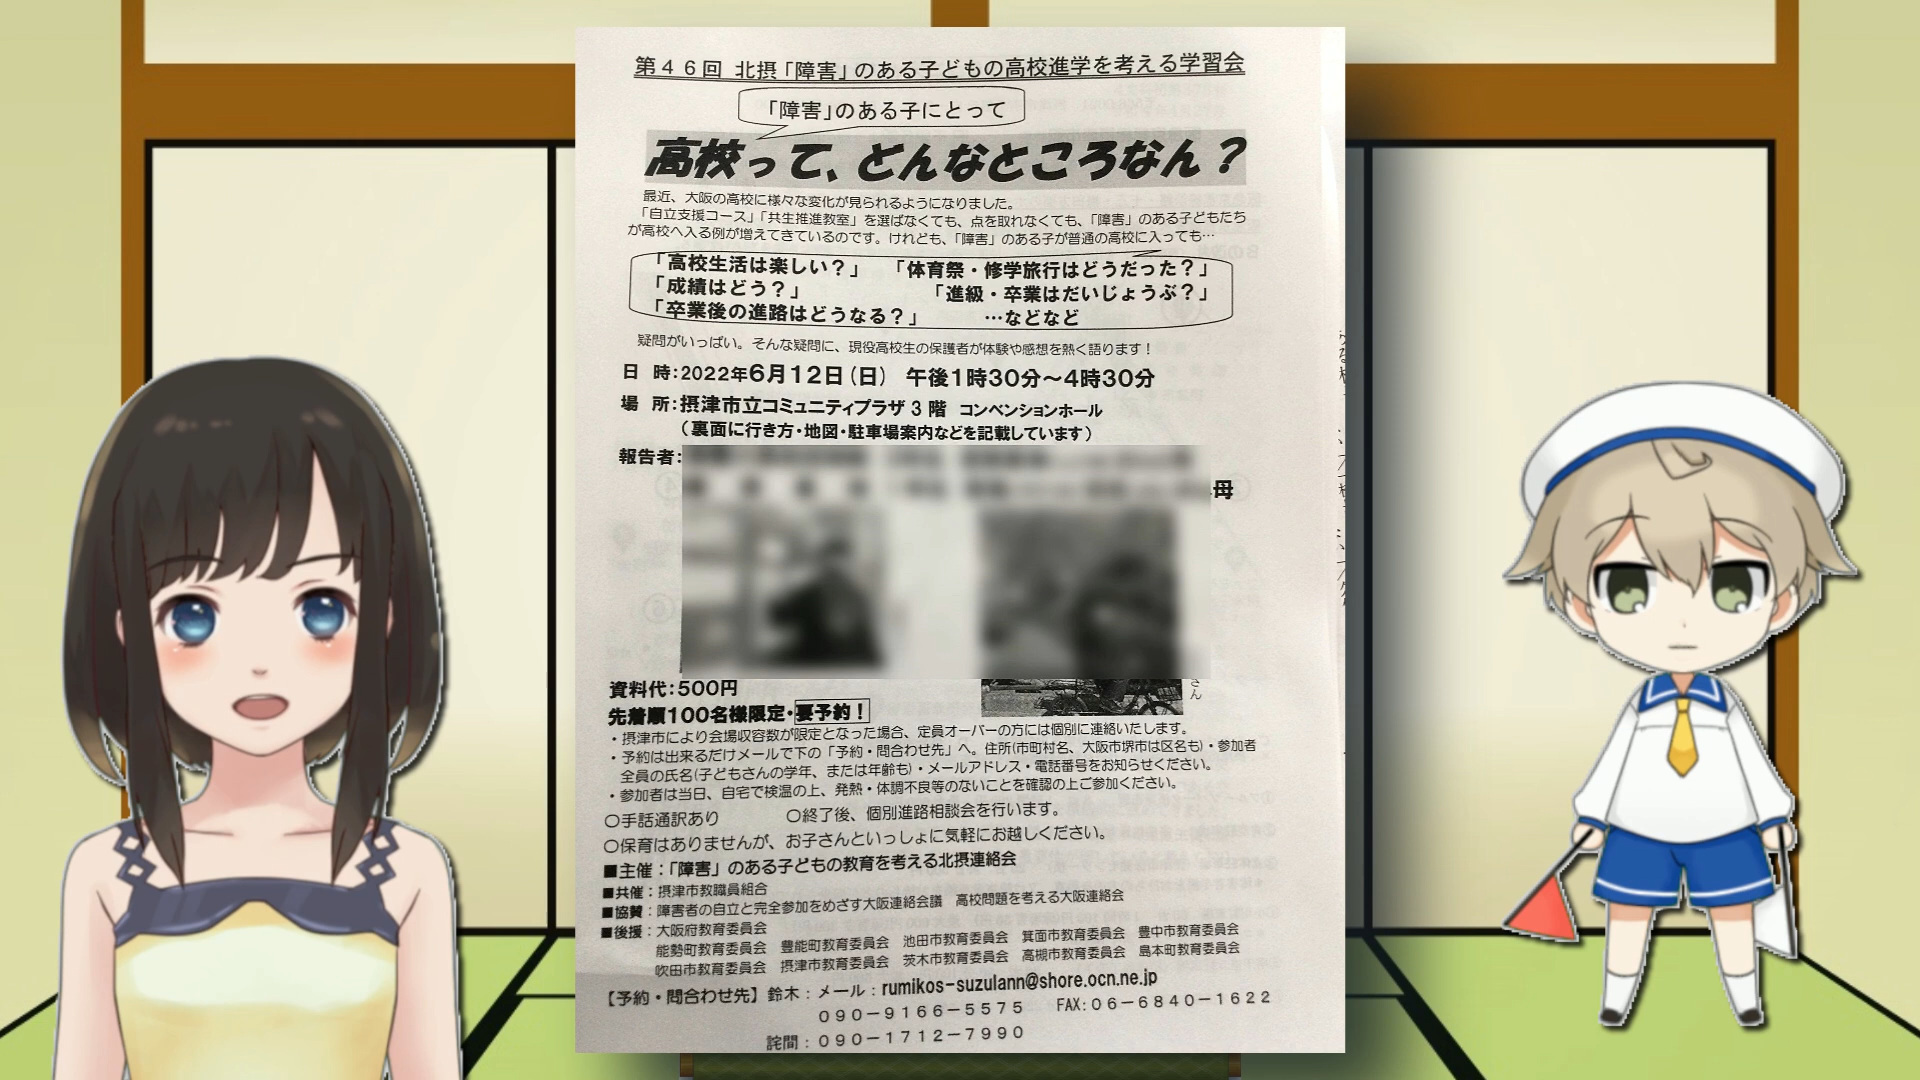 第４６回 北摂「障害」のある子どもの高校進学を考える学習会
「障害」のある子にとって
高校って、どんなところなん？
最近、大阪の高校に様々な変化が見られるようになりました。
「自立支援コース」「共生推進教室」を選ばなくても、点を取れなくても、「障害」のある子どもたち
が高校へ入る例が増えてきているのです。けれども、「障害」のある子が普通の高校に入っても…
「高校生活は楽しい？」 「体育祭・修学旅行はどうだった？」
「成績はどう？」 「進級・卒業はだいじょうぶ？」
「卒業後の進路はどうなる？」 …などなど
疑問がいっぱい。そんな疑問に、現役高校生の保護者が体験や感想を熱く語ります！
日 時：2022年6月12日（日） 午後1時30分～4時30分
場 所：摂津市立コミュニティプラザ 3 階 コンベンションホール
（裏面に行き方・地図・駐車場案内などを記載しています）
報告者：
母
さん
資料代：500円
先着順100名様限定・要予約！
・摂津市により会場収容数が限定となった場合、定員オーバーの方には個別に連絡いたします。
・予約は出来るだけメールで下の「予約・問合わせ先」へ。住所(市町村名、大阪市堺市は区名も)・参加者
全員の氏名(子どもさんの学年、または年齢も)・メールアドレス・電話番号をお知らせください。
・参加者は当日、自宅で検温の上、発熱・体調不良等のないことを確認の上ご参加ください。
○手話通訳あり ○終了後、個別進路相談会を行います。
○保育はありませんが、お子さんといっしょに気軽にお越しください。
■主催：「障害」のある子どもの教育を考える北摂連絡会
■共催：摂津市教職員組合
■協賛：障害者の自立と完全参加をめざす大阪連絡会議 高校問題を考える大阪連絡会
■後援：大阪府教育委員会
能勢町教育委員会 豊能町教育委員会 池田市教育委員会 箕面市教育委員会 豊中市教育委員会
吹田市教育委員会 摂津市教育委員会 茨木市教育委員会 高槻市教育委員会 島本町教育委員会
【予約・問合わせ先】鈴木：メール：rumikos-suzulann@shore.ocn.ne.jp
０９０－９１６６－５５７５ FAX:０６－６８４０－１６２２
詫間：０９０－１７１２－７９９０